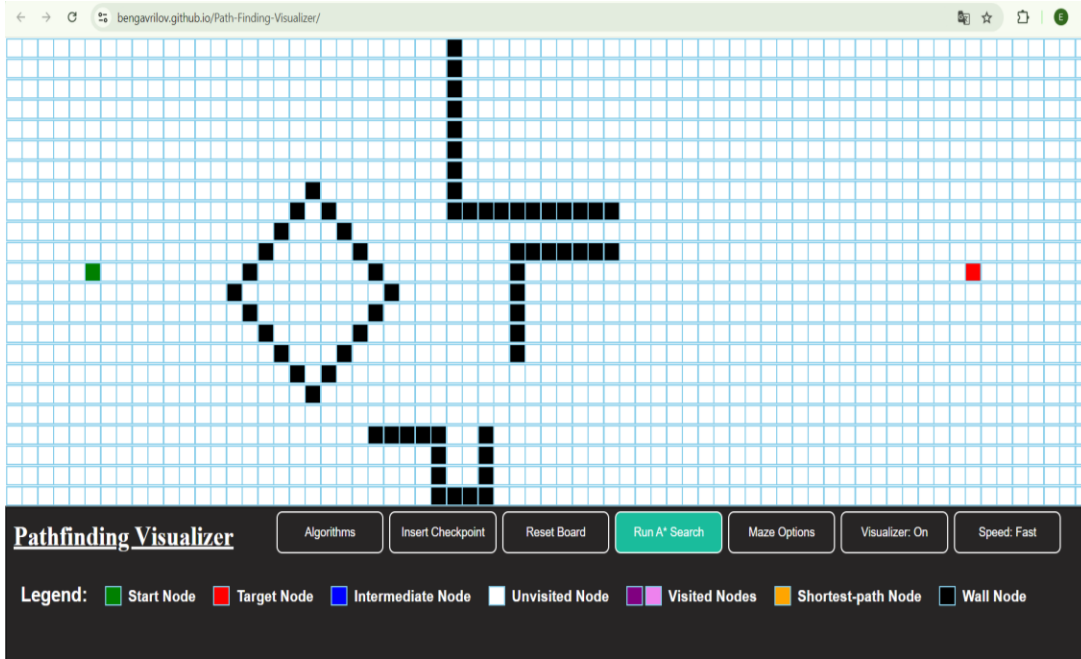 bengavrilov.github.io/Path-Finding-Visualizer/
E
Pathfinding Visualizer
Algorithms
Insert Checkpoint
Reset Board
Run A* Search
Maze Options
Visualizer: On
Speed: Fast
Legend:
Start Node
Target Node
Intermediate Node
Unvisited Node
Visited Nodes
Shortest-path Node
Wall Node